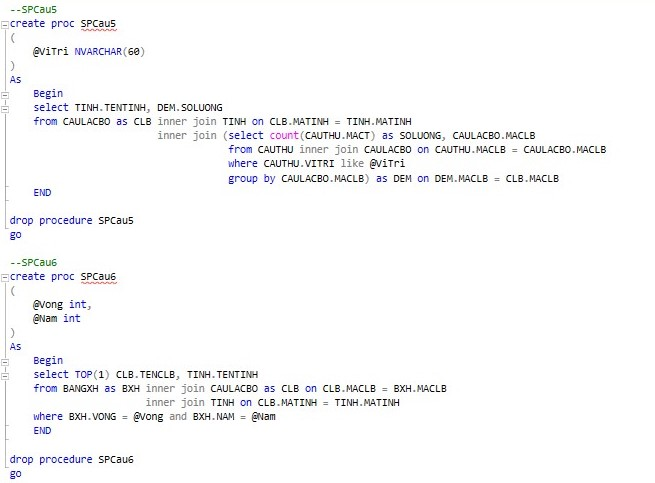 --SPCau5
create proc SPCau5
(
@ViTri NVARCHAR(60)
)
As
Begin
select TINH.TENTINH, DEM.SOLUONG
from CAULACBO as CLB inner join TINH on CLB.MATINH = TINH.MATINH
inner join (select count(CAUTHU.MACT) as SOLUONG, CAULACBO.MACLB
from CAUTHU inner join CAULACBO on CAUTHU.MACLB = CAULACBO.MACLB
where CAUTHU.VITRI like @ViTri
group by CAULACBO.MACLB) as DEM on DEM.MACLB = CLB.MACLB
END
drop procedure SPCau5
go
--SPCau6
create proc SPCau6
(
@Vong int,
@Nam int
)
As
Begin
select TOP(1) CLB.TENCLB, TINH.TENTINH
from BANGXH as BXH inner join CAULACBO as CLB on CLB.MACLB = BXH.MACLB
inner join TINH on CLB.MATINH = TINH.MATINH
where BXH.VONG = @Vong and BXH.NAM = @Nam
END
drop procedure SPCau6
go